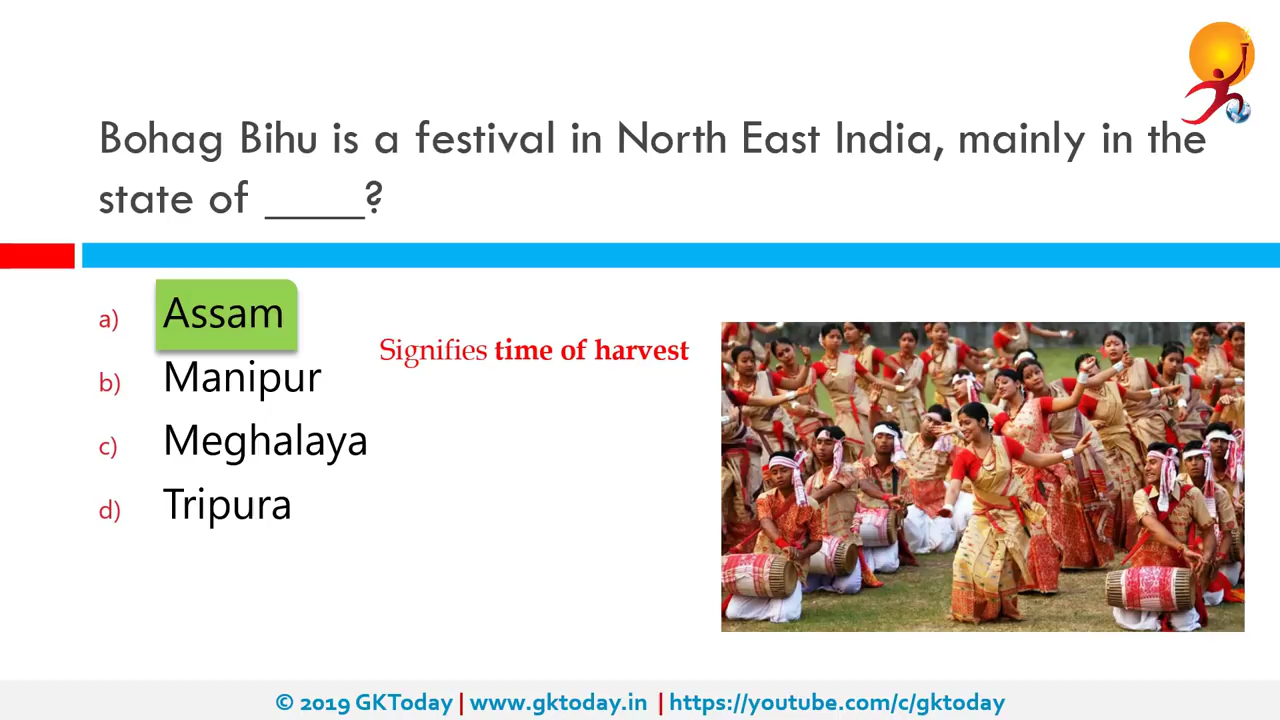 Bohag Bihu is a festival in North East India, mainly in the
state of _____?
a) Assam
Signifies time of harvest
b) Manipur
c) Meghalaya
d) Tripura
© 2019 GKToday | www.gktoday.in | https://youtube.com/c/gktoday